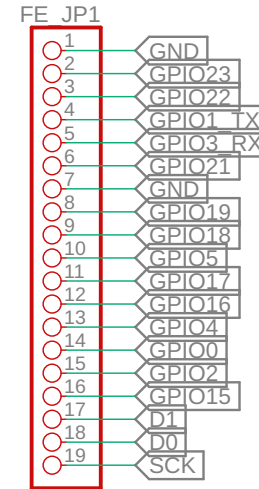 FE_JP1
1 GND
2 GPIO23
3 GPIO22
4 GPIO1_TX
5 GPIO3_RX
6 GPIO21
7 GND
8 GPIO19
9 GPIO18
10 GPIO5
11 GPIO17
12 GPIO16
13 GPIO4
14 GPIO0
15 GPIO2
16 GPIO15
17 D1
18 D0
19 SCK